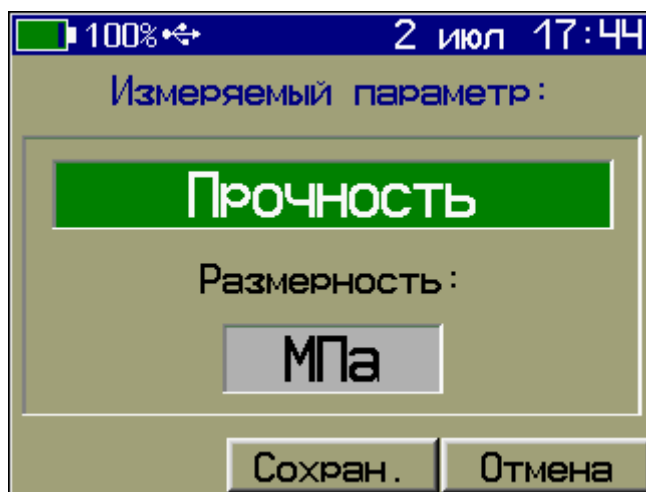 100% 2 июл 17:44
Измеряемый параметр:
Прочность
Размерность:
МПа
Сохран. Отмена